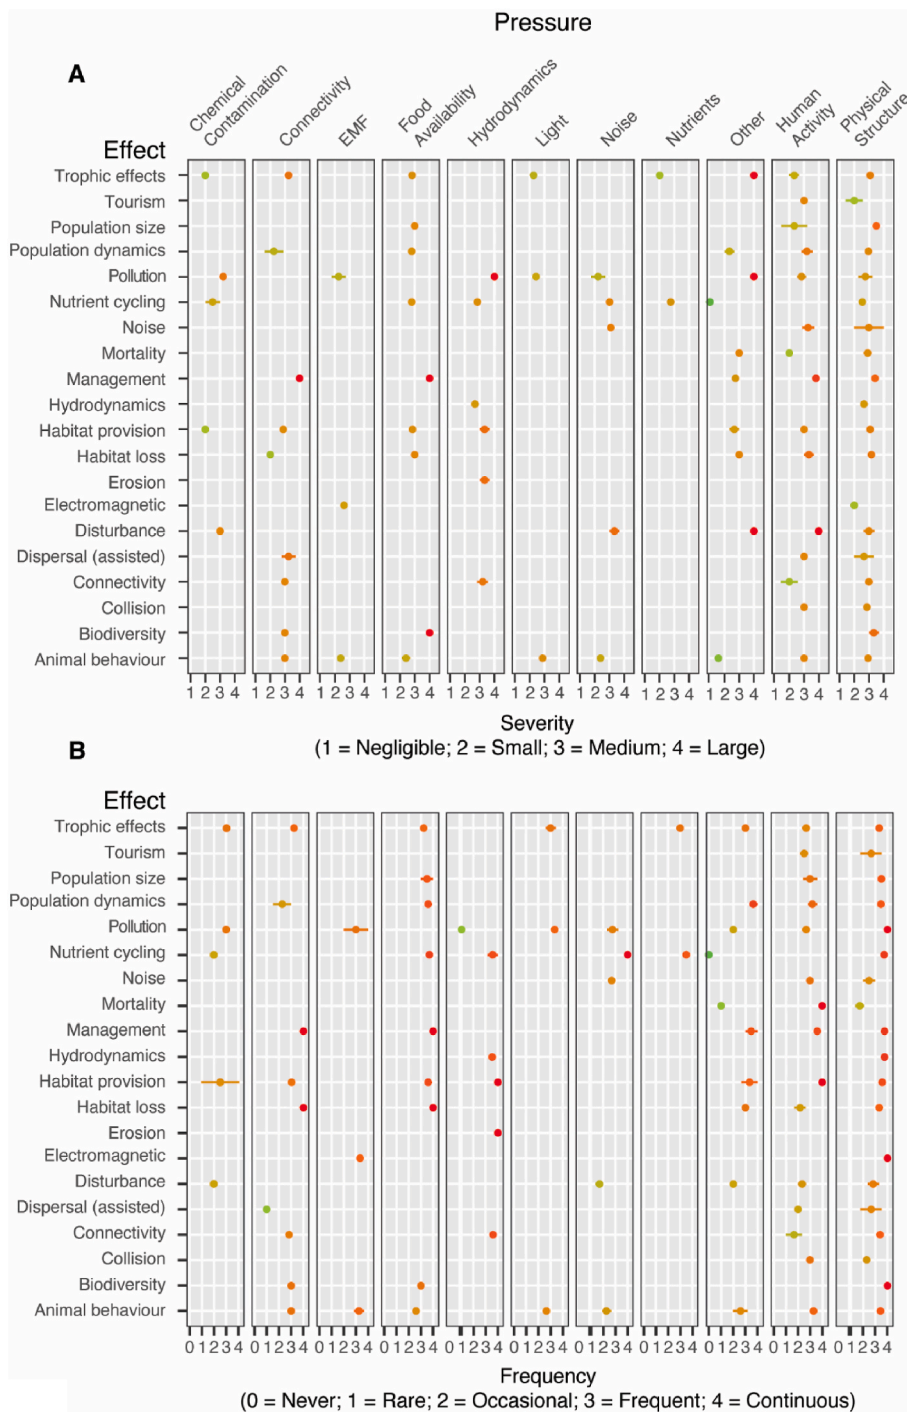 Pressure
A
Chemical
Contamination
Connectivity
EMF
Food
Availability
Hydrodynamics
Light
Noise
Nutrients
Other
Human
Activity
Physical
Structure
Effect
Trophic effects
Tourism
Population size
Population dynamics
Pollution
Nutrient cycling
Noise
Mortality
Management
Hydrodynamics
Habitat provision
Habitat loss
Erosion
Electromagnetic
Disturbance
Dispersal (assisted)
Connectivity
Collision
Biodiversity
Animal behaviour
1 2 3 4 1 2 3 4 1 2 3 4 1 2 3 4 1 2 3 4 1 2 3 4 1 2 3 4 1 2 3 4 1 2 3 4 1 2 3 4 1 2 3 4
Severity
(1 = Negligible; 2 = Small; 3 = Medium; 4 = Large)
B
Effect
Trophic effects
Tourism
Population size
Population dynamics
Pollution
Nutrient cycling
Noise
Mortality
Management
Hydrodynamics
Habitat provision
Habitat loss
Erosion
Electromagnetic
Disturbance
Dispersal (assisted)
Connectivity
Collision
Biodiversity
Animal behaviour
0 1 2 3 4 0 1 2 3 4 0 1 2 3 4 0 1 2 3 4 0 1 2 3 4 0 1 2 3 4 0 1 2 3 4 0 1 2 3 4 0 1 2 3 4 0 1 2 3 4 0 1 2 3 4
Frequency
(0 = Never; 1 = Rare; 2 = Occasional; 3 = Frequent; 4 = Continuous)